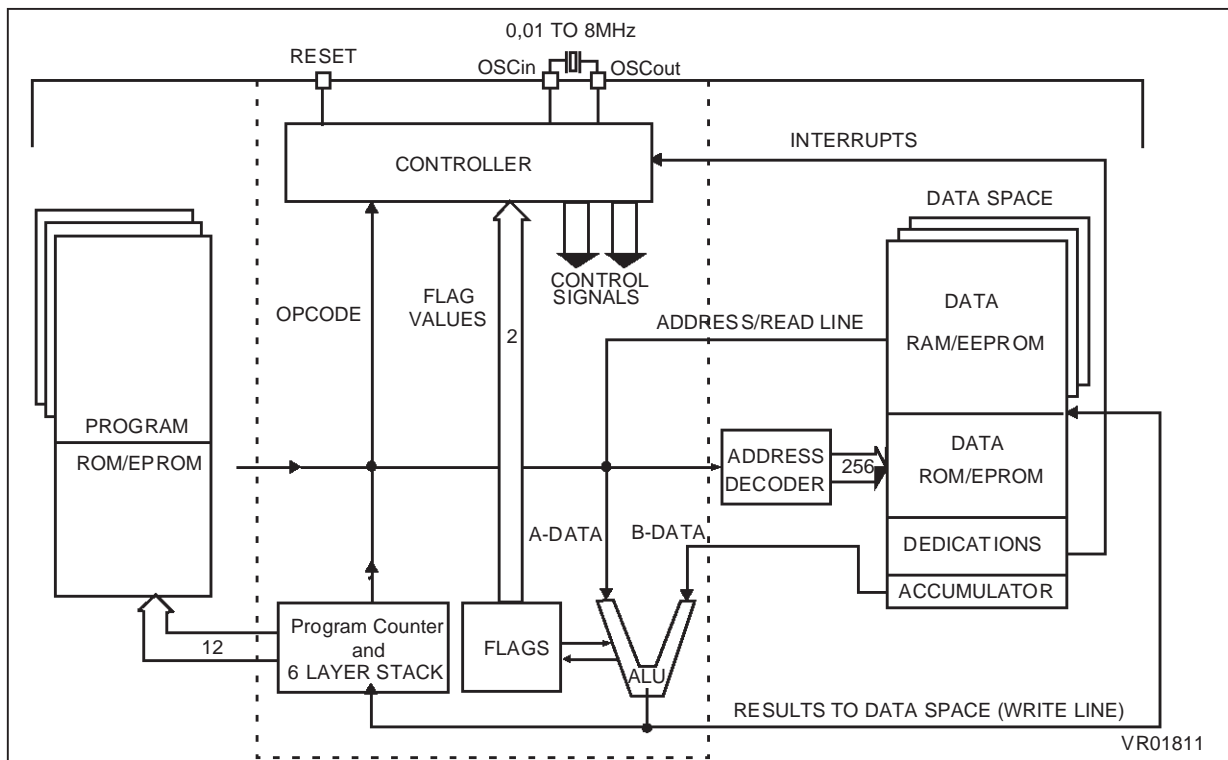 0,01 TO 8MHz
RESET
OSCin
OSCout
INTERRUPTS
CONTROLLER
DATA SPACE
CONTROL
SIGNALS
OPCODE
FLAG
VALUES
2
ADDRESS/READ LINE
DATA
RAM/EEPROM
PROGRAM
ROM/EPROM
ADDRESS
DECODER
256
DATA
ROM/EPROM
A-DATA
B-DATA
DEDICATIONS
ACCUMULATOR
12
Program Counter
and
6 LAYER STACK
FLAGS
ALU
RESULTS TO DATA SPACE (WRITE LINE)
VR01811